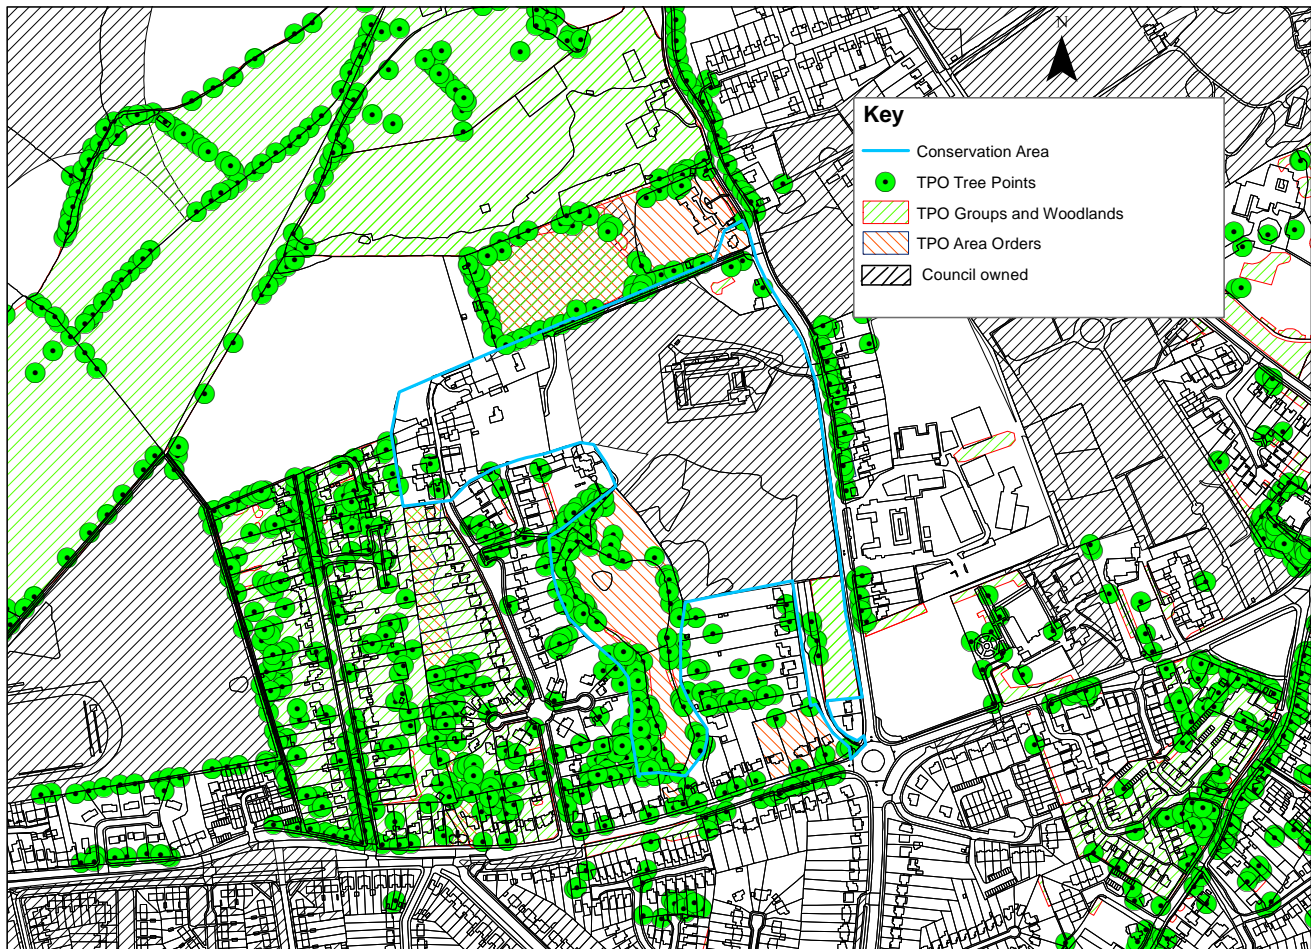 N
Key
Conservation Area
TPO Tree Points
TPO Groups and Woodlands
TPO Area Orders
Council owned